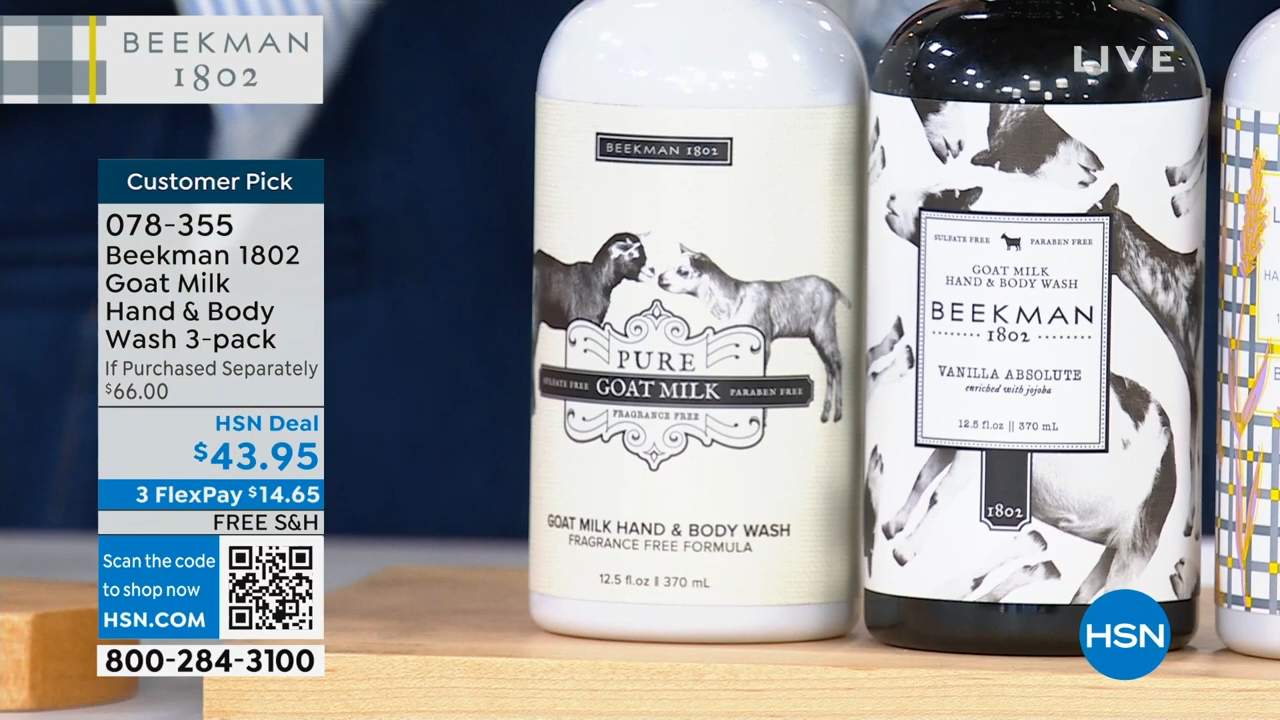 BEEKMAN
1802
LIVE
Customer Pick
078-355
Beekman 1802
Goat Milk
Hand & Body
Wash 3-pack
If Purchased Separately
$66.00
HSN Deal
$43.95
3 FlexPay $14.65
FREE S&H
Scan the code
to shop now
HSN.COM
800-284-3100
BEEKMAN 1802
PURE
SULFATE FREE GOAT MILK PARABEN FREE
FRAGRANCE FREE
GOAT MILK HAND & BODY WASH
FRAGRANCE FREE FORMULA
12.5 fl.oz || 370 mL
SULFATE FREE PARABEN FREE
GOAT MILK
HAND & BODY WASH
BEEKMAN
1802
VANILLA ABSOLUTE
enriched with jojoba
12.5 fl.oz || 370 mL
1802
HSN